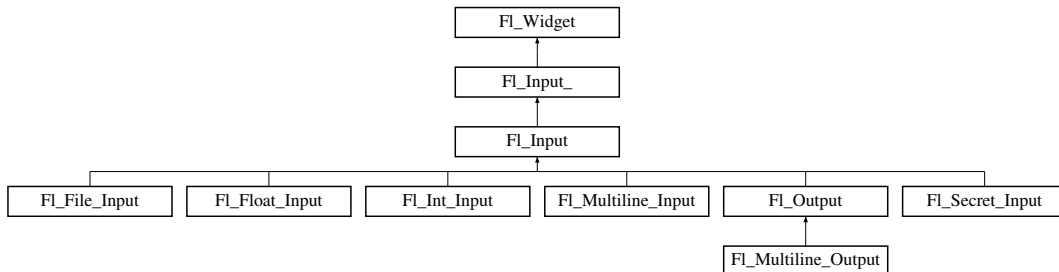 Fl_Widget
Fl_Input_
Fl_Input
Fl_File_Input
Fl_Float_Input
Fl_Int_Input
Fl_Multiline_Input
Fl_Output
Fl_Secret_Input
Fl_Multiline_Output